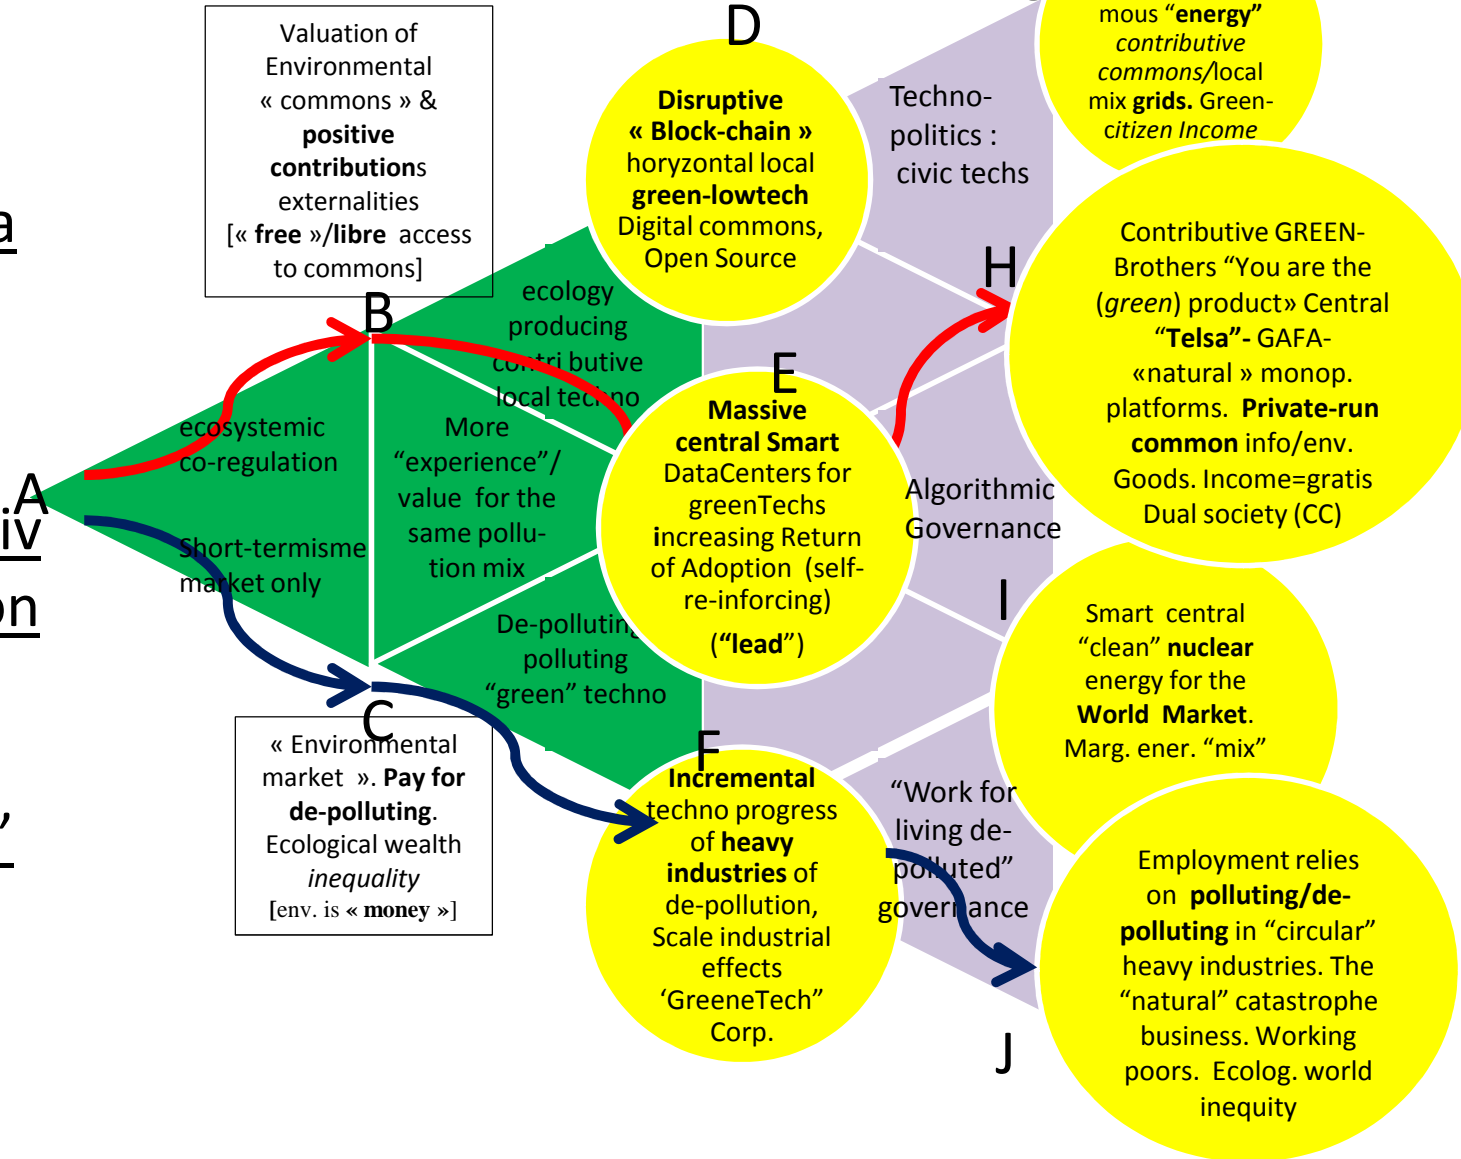 a
iv
on
,
A
Valuation of
Environmental
« commons » &
positive
contributions
externalities
[« free »/libre access
to commons]
B
ecosystemic
co-regulation
Short-termisme
market only
C
« Environmental
market ». Pay for
de-polluting.
Ecological wealth
inequality
[env. is « money »]
ecology
producing
contri butive
local techno
More
“experience”/
value for the
same pollu-
tion mix
De-polluting
polluting
“green” techno
D
Disruptive
« Block-chain »
horyzontal local
green-lowtech
Digital commons,
Open Source
E
Massive
central Smart
DataCenters for
greenTechs
increasing Return
of Adoption (self-
re-inforcing)
(“lead”)
F
Incremental
techno progress
of heavy
industries of
de-pollution,
Scale industrial
effects
‘GreeneTech”
Corp.
Techno-
politics :
civic techs
Algorithmic
Governance
“Work for
living de-
polluted”
governance
mous “energy”
contributive
commons/local
mix grids. Green-
citizen Income
H
Contributive GREEN-
Brothers “You are the
(green) product» Central
“Telsa”- GAFA-
«natural » monop.
platforms. Private-run
common info/env.
Goods. Income=gratis
Dual society (CC)
I
Smart central
“clean” nuclear
energy for the
World Market.
Marg. ener. “mix”
J
Employment relies
on polluting/de-
polluting in “circular”
heavy industries. The
“natural” catastrophe
business. Working
poors. Ecolog. world
inequity